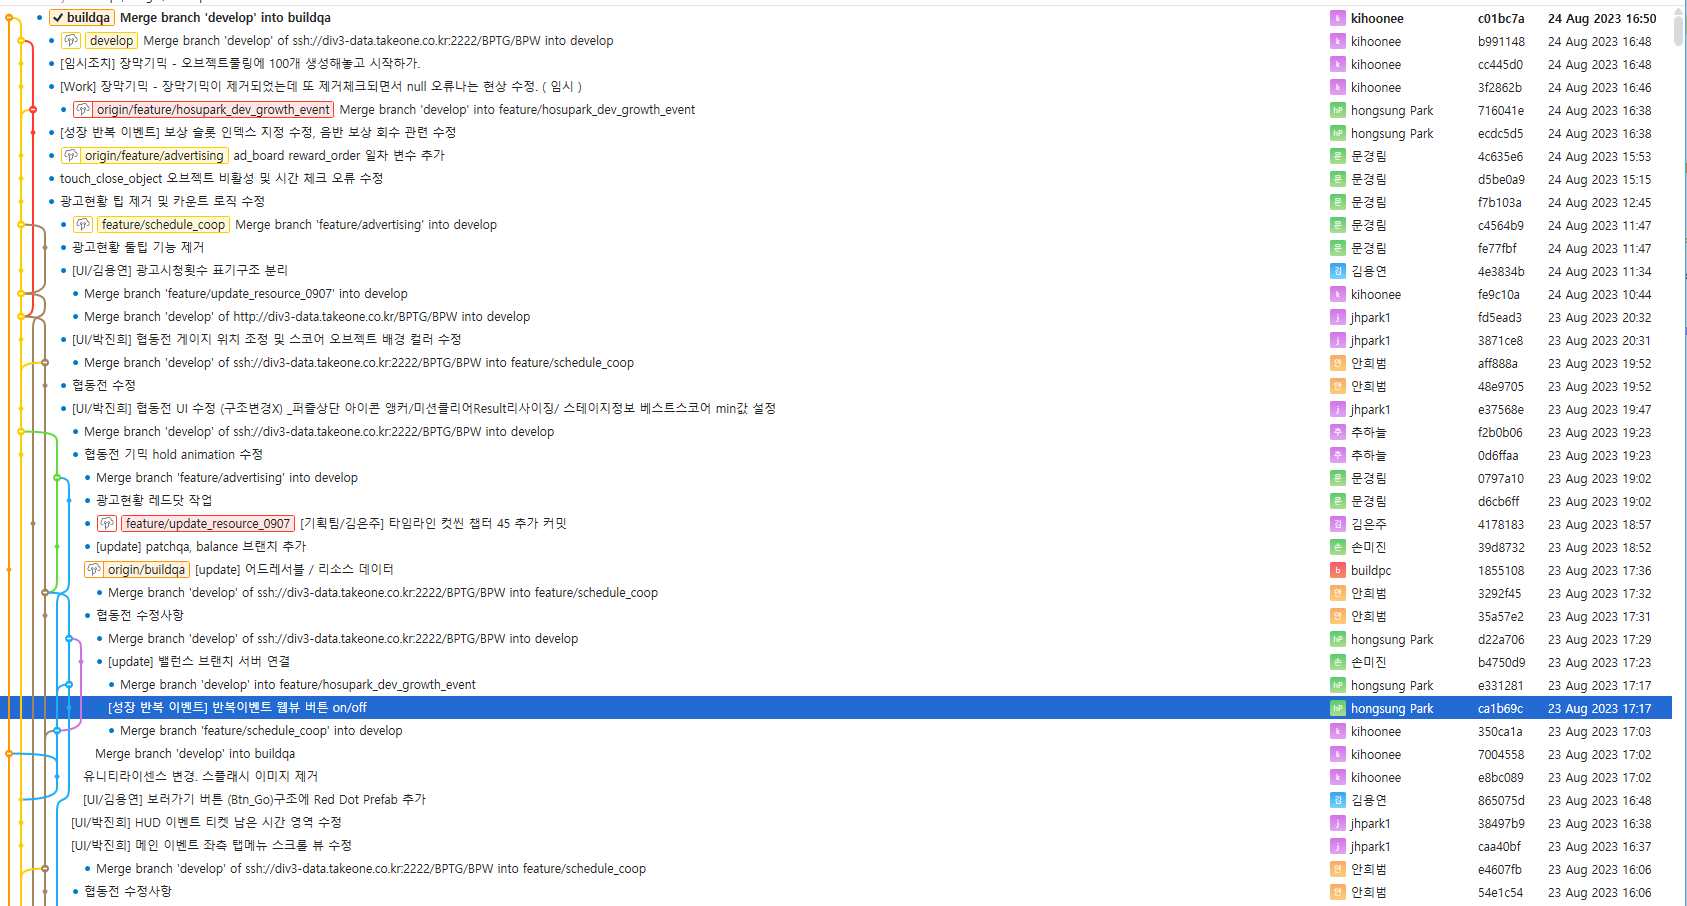 buildqa Merge branch 'develop' into buildqa kihoonee c01bc7a 24 Aug 2023 16:50
develop Merge branch 'develop' of ssh://div3-data.takeone.co.kr:2222/BPTG/BPW into develop kihoonee b991148 24 Aug 2023 16:48
[임시조치] 장막기믹 - 오브젝트풀링에 100개 생성해놓고 시작하가. kihoonee cc445d0 24 Aug 2023 16:48
[Work] 장막기믹 - 장막기믹이 제거되었는데 또 제거체크되면서 null 오류나는 현상 수정. ( 임시 ) kihoonee 3f2862b 24 Aug 2023 16:46
origin/feature/hosupark_dev_growth_event Merge branch 'develop' into feature/hosupark_dev_growth_event hP hongsung Park 716041e 24 Aug 2023 16:38
[성장 반복 이벤트] 보상 슬롯 인덱스 지정 수정, 음반 보상 회수 관련 수정 hP hongsung Park ecdc5d5 24 Aug 2023 16:38
origin/feature/advertising ad_board reward_order 일차 변수 추가 문 문경림 4c635e6 24 Aug 2023 15:53
touch_close_object 오브젝트 비활성 및 시간 체크 오류 수정 문 문경림 d5be0a9 24 Aug 2023 15:15
광고현황 팁 제거 및 카운트 로직 수정 문 문경림 f7b103a 24 Aug 2023 12:45
feature/schedule_coop Merge branch 'feature/advertising' into develop 문 문경림 c4564b9 24 Aug 2023 11:47
광고현황 툴팁 기능 제거 문 문경림 fe77fbf 24 Aug 2023 11:47
[UI/김용연] 광고시청횟수 표기구조 분리 김 김용연 4e3834b 24 Aug 2023 11:34
Merge branch 'feature/update_resource_0907' into develop k kihoonee fe9c10a 24 Aug 2023 10:44
Merge branch 'develop' of http://div3-data.takeone.co.kr/BPTG/BPW into develop j jhpark1 fd5ead3 23 Aug 2023 20:32
[UI/박진희] 협동전 게이지 위치 조정 및 스코어 오브젝트 배경 컬러 수정 j jhpark1 3871ce8 23 Aug 2023 20:31
Merge branch 'develop' of ssh://div3-data.takeone.co.kr:2222/BPTG/BPW into feature/schedule_coop 안 안희범 aff888a 23 Aug 2023 19:52
협동전 수정 안 안희범 48e9705 23 Aug 2023 19:52
[UI/박진희] 협동전 UI 수정 (구조변경X) _퍼즐상단 아이콘 앵커/미션클리어Result리사이징/ 스테이지정보 베스트스코어 min값 설정 j jhpark1 e37568e 23 Aug 2023 19:47
Merge branch 'develop' of ssh://div3-data.takeone.co.kr:2222/BPTG/BPW into develop 추 추하늘 f2b0b06 23 Aug 2023 19:23
협동전 기믹 hold animation 수정 추 추하늘 0d6ffaa 23 Aug 2023 19:23
Merge branch 'feature/advertising' into develop 문 문경림 0797a10 23 Aug 2023 19:02
광고현황 레드닷 작업 문 문경림 d6cb6ff 23 Aug 2023 19:02
feature/update_resource_0907 [기획팀/김은주] 타임라인 컷씬 챕터 45 추가 커밋 김 김은주 4178183 23 Aug 2023 18:57
[update] patchqa, balance 브랜치 추가 손 손미진 39d8732 23 Aug 2023 18:52
origin/buildqa [update] 어드레서블 / 리소스 데이터 b buildpc 1855108 23 Aug 2023 17:36
Merge branch 'develop' of ssh://div3-data.takeone.co.kr:2222/BPTG/BPW into feature/schedule_coop 안 안희범 3292f45 23 Aug 2023 17:32
협동전 수정사항 안 안희범 35a57e2 23 Aug 2023 17:31
Merge branch 'develop' of ssh://div3-data.takeone.co.kr:2222/BPTG/BPW into develop hP hongsung Park d22a706 23 Aug 2023 17:29
[update] 밸런스 브랜치 서버 연결 손 손미진 b4750d9 23 Aug 2023 17:23
Merge branch 'develop' into feature/hosupark_dev_growth_event hP hongsung Park e331281 23 Aug 2023 17:17
[성장 반복 이벤트] 반복이벤트 웹뷰 버튼 on/off hP hongsung Park ca1b69c 23 Aug 2023 17:17
Merge branch 'feature/schedule_coop' into develop k kihoonee 350ca1a 23 Aug 2023 17:03
Merge branch 'develop' into buildqa k kihoonee 7004558 23 Aug 2023 17:02
유니티라이센스 변경. 스플래시 이미지 제거 k kihoonee e8bc089 23 Aug 2023 17:02
[UI/김용연] 보러가기 버튼 (Btn_Go)구조에 Red Dot Prefab 추가 김 김용연 865075d 23 Aug 2023 16:48
[UI/박진희] HUD 이벤트 티켓 남은 시간 영역 수정 j jhpark1 38497b9 23 Aug 2023 16:38
[UI/박진희] 메인 이벤트 좌측 탭메뉴 스크롤 뷰 수정 j jhpark1 caa40bf 23 Aug 2023 16:37
Merge branch 'develop' of ssh://div3-data.takeone.co.kr:2222/BPTG/BPW into feature/schedule_coop 안 안희범 e4607fb 23 Aug 2023 16:06
협동전 수정사항 안 안희범 54e1c54 23 Aug 2023 16:06